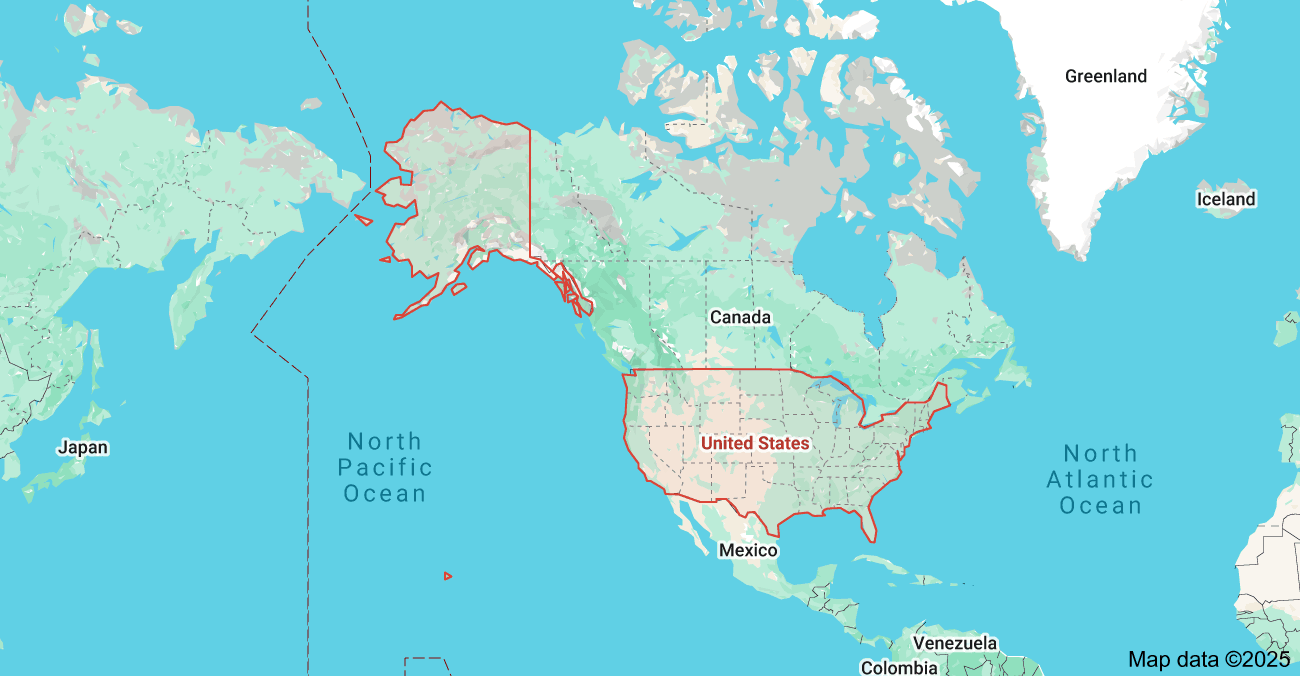 Greenland
Iceland
Canada
Japan
North
Pacific
Ocean
United States
North
Atlantic
Ocean
Mexico
Venezuela
Colombia
Map data ©2025